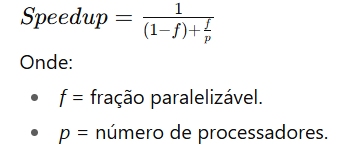 Speedup = 1 / ((1−f)+f/p)
Onde:
• f = fração paralelizável.
• p = número de processadores.